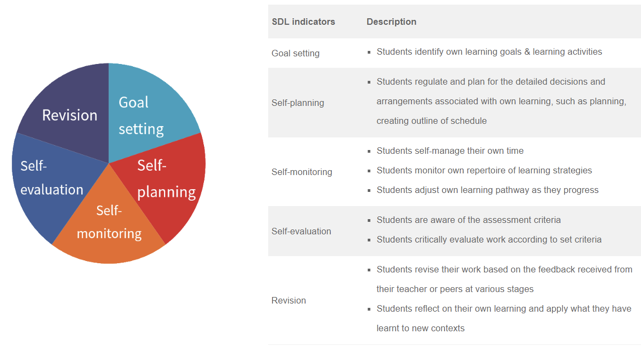 Revision
Goal
setting
Self-
planning
Self-
monitoring
Self-
evaluation
SDL indicators Description
Goal setting
▪ Students identify own learning goals & learning activities
Self-planning
▪ Students regulate and plan for the detailed decisions and
arrangements associated with own learning, such as planning,
creating outline of schedule
Self-monitoring
▪ Students self-manage their own time
▪ Students monitor own repertoire of learning strategies
▪ Students adjust own learning pathway as they progress
Self-evaluation
▪ Students are aware of the assessment criteria
▪ Students critically evaluate work according to set criteria
Revision
▪ Students revise their work based on the feedback received from
their teacher or peers at various stages
▪ Students reflect on their own learning and apply what they have
learnt to new contexts